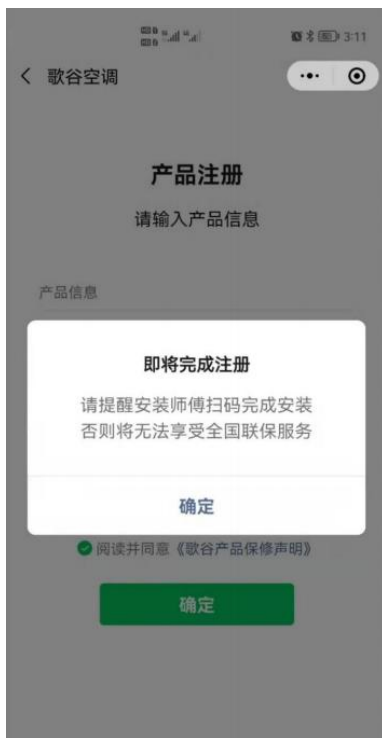 3:11
歌谷空调
产品注册
请输入产品信息
产品信息
即将完成注册
请提醒安装师傅扫码完成安装
否则将无法享受全国联保服务
确定
阅读并同意《歌谷产品保修声明》
确定